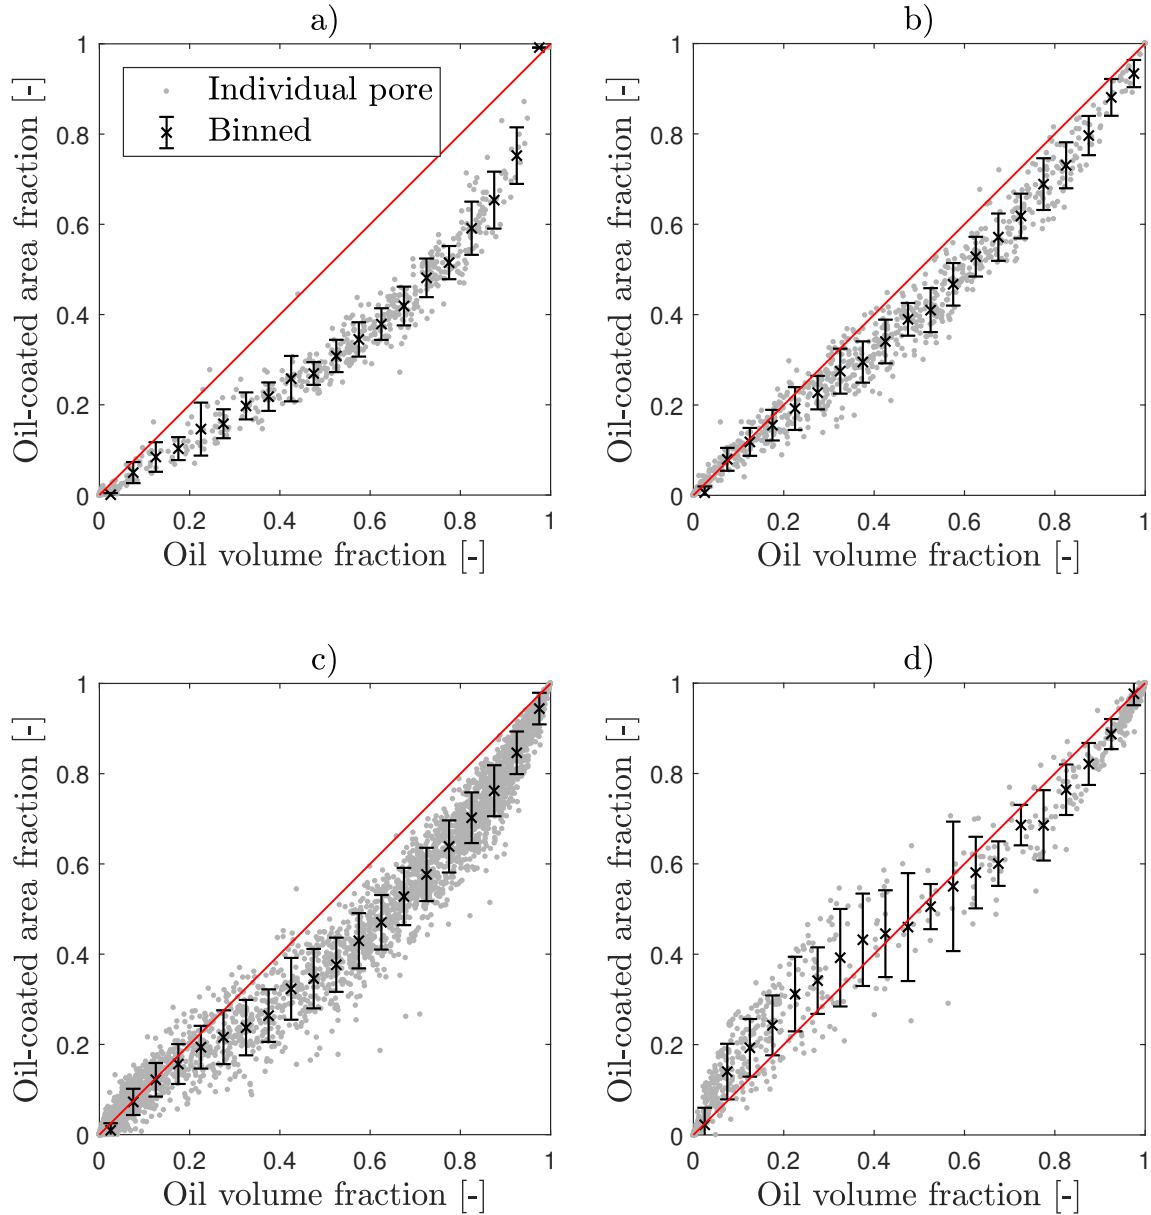 a)
Oil-coated area fraction [-]
1
0.8
0.6
0.4
0.2
0
Individual pore
Binned
0 0.2 0.4 0.6 0.8 1
Oil volume fraction [-]
b)
Oil-coated area fraction [-]
1
0.8
0.6
0.4
0.2
0
0 0.2 0.4 0.6 0.8 1
Oil volume fraction [-]
c)
Oil-coated area fraction [-]
1
0.8
0.6
0.4
0.2
0
0 0.2 0.4 0.6 0.8 1
Oil volume fraction [-]
d)
Oil-coated area fraction [-]
1
0.8
0.6
0.4
0.2
0
0 0.2 0.4 0.6 0.8 1
Oil volume fraction [-]